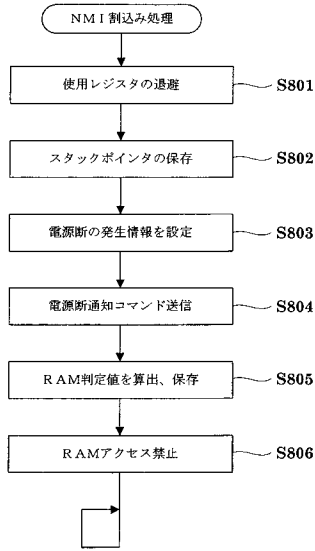 ＮＭＩ割込み処理
使用レジスタの退避
S801
スタックポインタの保存
S802
電源断の発生情報を設定
S803
電源断通知コマンド送信
S804
ＲＡＭ判定値を算出、保存
S805
ＲＡＭアクセス禁止
S806